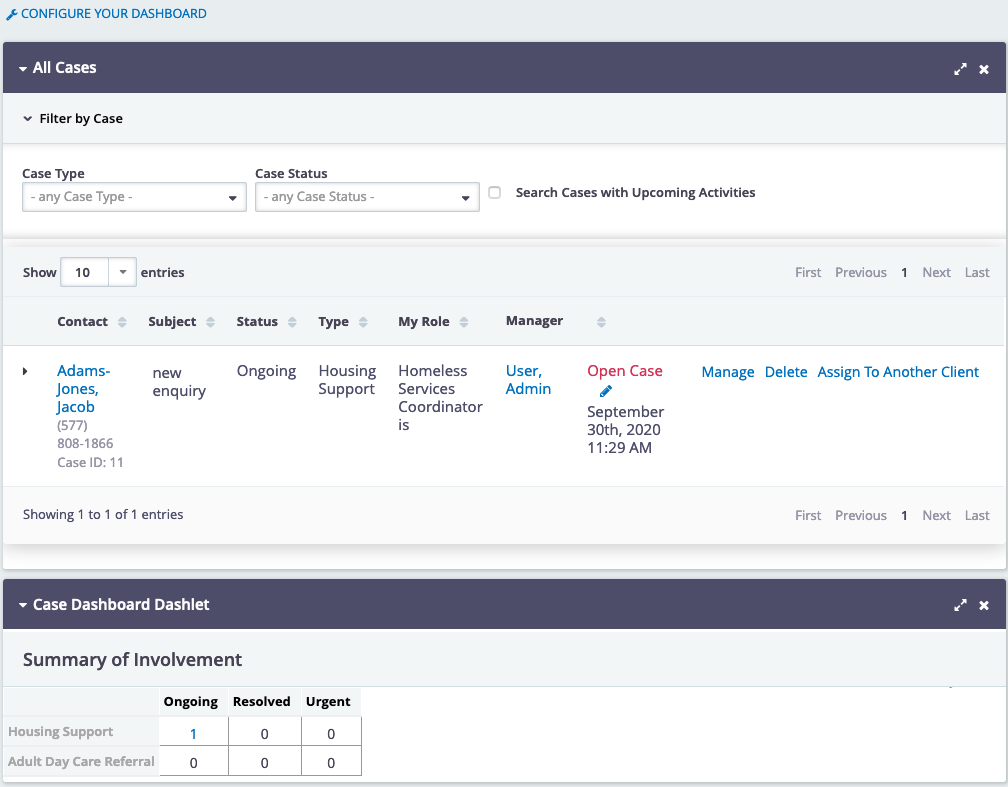 CONFIGURE YOUR DASHBOARD
All Cases
Filter by Case
Case Type
Case Status
- any Case Type -
- any Case Status -
Search Cases with Upcoming Activities
Show 10 entries
First Previous 1 Next Last
Contact Subject Status Type My Role Manager
Adams-
Jones,
Jacob
(577)
808-1866
Case ID: 11
new
enquiry
Ongoing
Housing
Support
Homeless
Services
Coordinator
is
User,
Admin
Open Case
September
30th, 2020
11:29 AM
Manage Delete Assign To Another Client
Showing 1 to 1 of 1 entries
First Previous 1 Next Last
Case Dashboard Dashlet
Summary of Involvement
Ongoing Resolved Urgent
Housing Support 1 0 0
Adult Day Care Referral 0 0 0